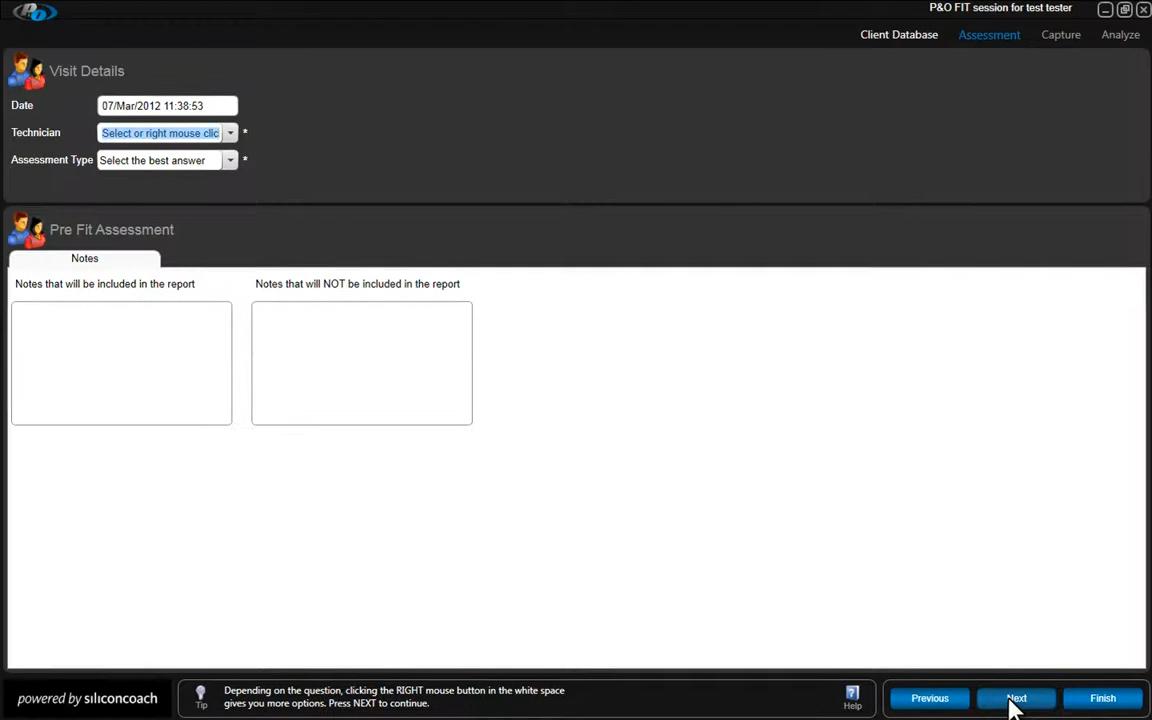 P&O
P&O FIT session for test tester
Client Database
Assessment
Capture
Analyze
Visit Details
Date
07/Mar/2012 11:38:53
Technician
Select or right mouse clic
*
Assessment Type
Select the best answer
*
Pre Fit Assessment
Notes
Notes that will be included in the report
Notes that will NOT be included in the report
powered by siliconcoach
Tip
Depending on the question, clicking the RIGHT mouse button in the white space
gives you more options. Press NEXT to continue.
Help
Previous
Next
Finish